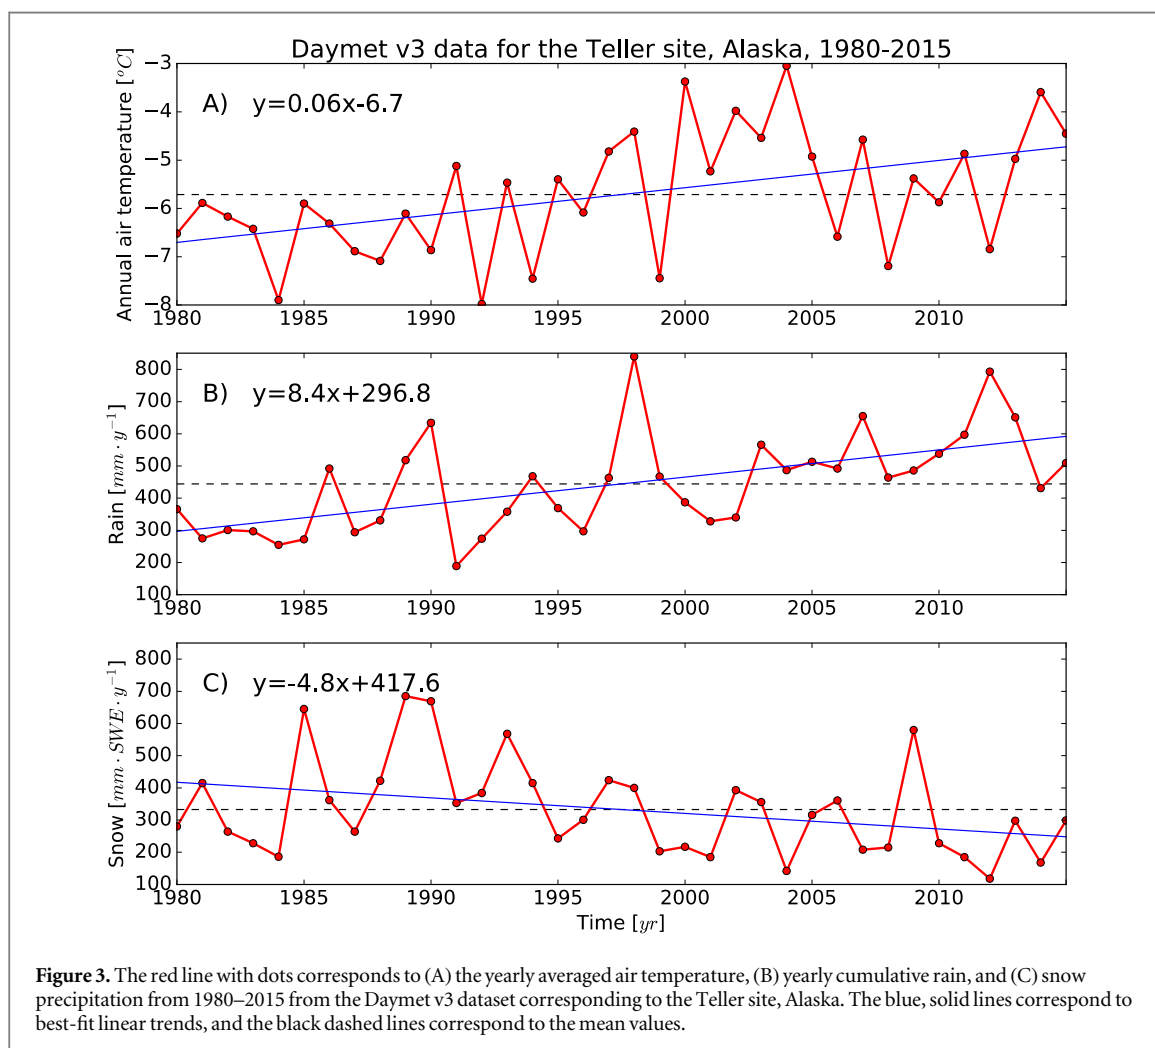 Daymet v3 data for the Teller site, Alaska, 1980-2015
Annual air temperature [°C]
−3
−4
−5
−6
−7
−8
A) y=0.06x-6.7
1980 1985 1990 1995 2000 2005 2010
Rain [mm · y⁻¹]
800
700
600
500
400
300
200
100
B) y=8.4x+296.8
1980 1985 1990 1995 2000 2005 2010
Snow [mm · SWE · y⁻¹]
800
700
600
500
400
300
200
100
C) y=-4.8x+417.6
1980 1985 1990 1995 2000 2005 2010
Time [yr]
Figure 3. The red line with dots corresponds to (A) the yearly averaged air temperature, (B) yearly cumulative rain, and (C) snow
precipitation from 1980–2015 from the Daymet v3 dataset corresponding to the Teller site, Alaska. The blue, solid lines correspond to
best-fit linear trends, and the black dashed lines correspond to the mean values.